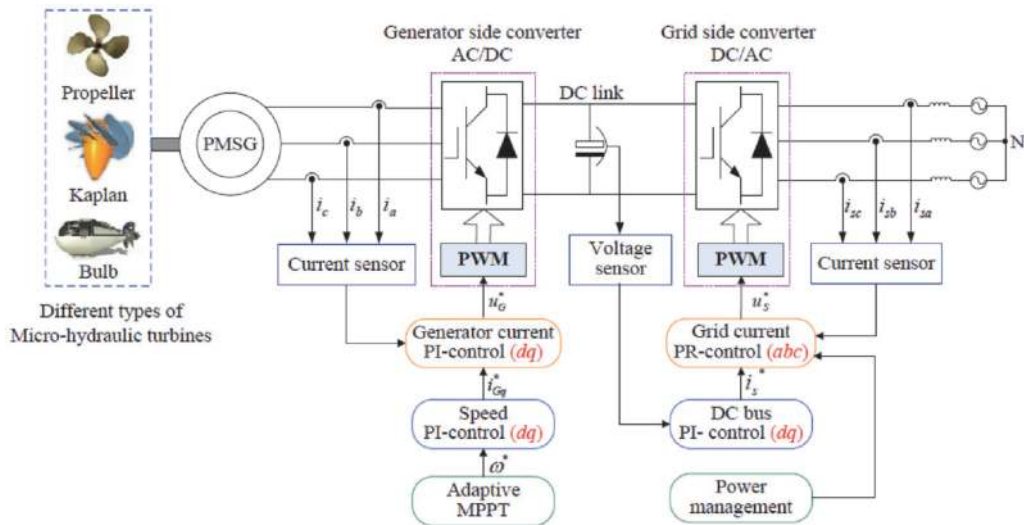 Generator side converter
AC/DC
Grid side converter
DC/AC
Propeller
Kaplan
Bulb
Different types of
Micro-hydraulic turbines
PMSG
DC link
N
i_c
i_b
i_a
i_sc
i_sb
i_sa
Current sensor
PWM
Voltage
sensor
PWM
Current sensor
u*_G
u*_S
Generator current
PI-control (dq)
Grid current
PR-control (abc)
i*_Gq
i_s*
Speed
PI-control (dq)
DC bus
PI- control (dq)
ω*
Adaptive
MPPT
Power
management